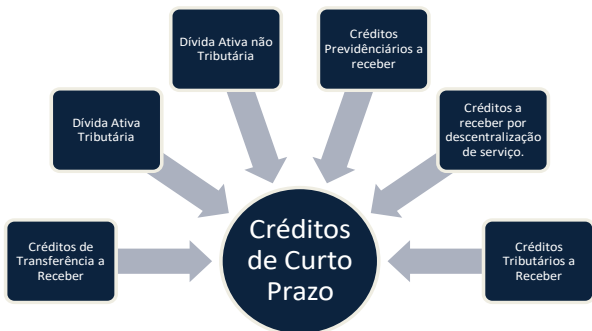 Dívida Ativa não
Tributária
Créditos
Previdênciários a
receber
Dívida Ativa
Tributária
Créditos a
receber por
descentralização
de serviço.
Créditos de
Transferência a
Receber
Créditos
de Curto
Prazo
Créditos
Tributários a
Receber